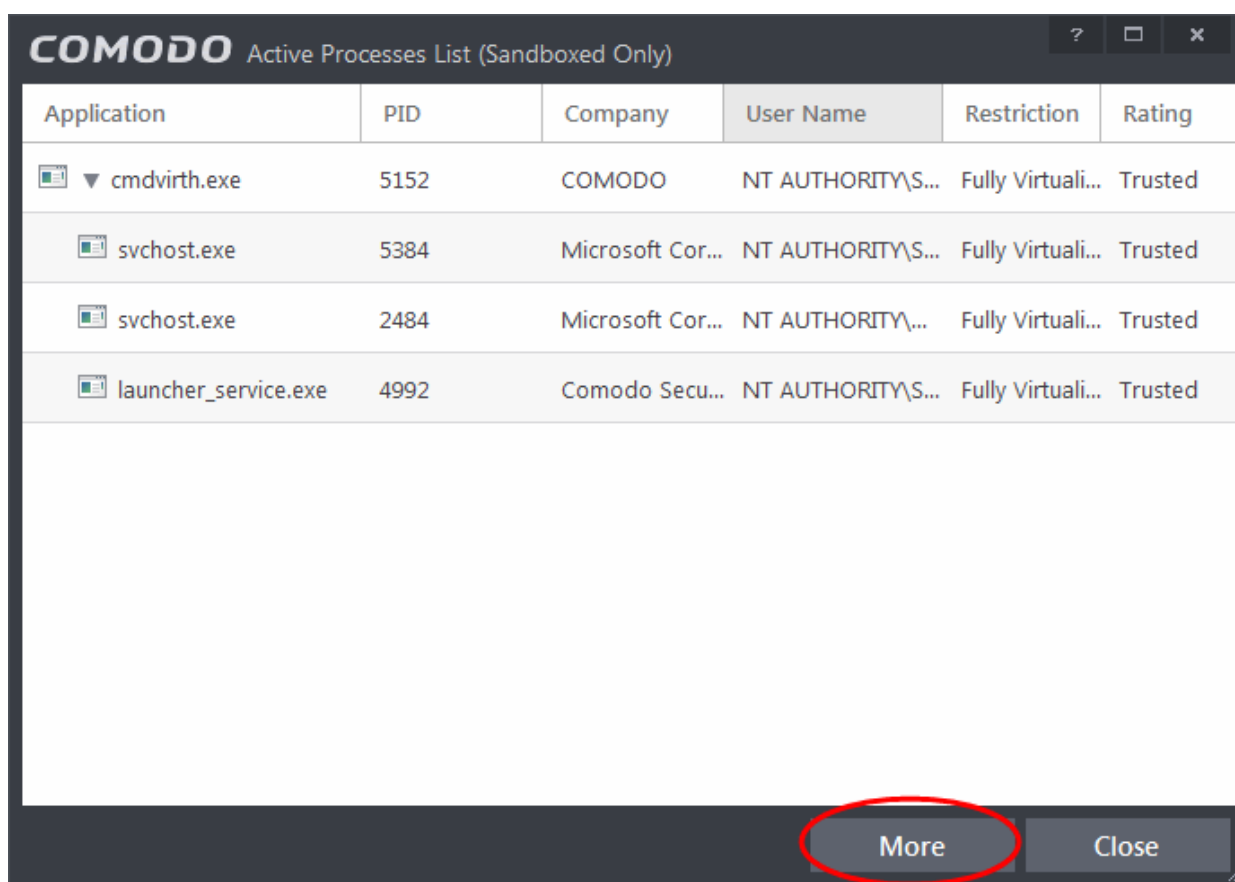 COMODO Active Processes List (Sandboxed Only) ?
Application PID Company User Name Restriction Rating
cmdvirth.exe 5152 COMODO NT AUTHORITY\S... Fully Virtuali... Trusted
svchost.exe 5384 Microsoft Cor... NT AUTHORITY\S... Fully Virtuali... Trusted
svchost.exe 2484 Microsoft Cor... NT AUTHORITY\... Fully Virtuali... Trusted
launcher_service.exe 4992 Comodo Secu... NT AUTHORITY\S... Fully Virtuali... Trusted
More Close